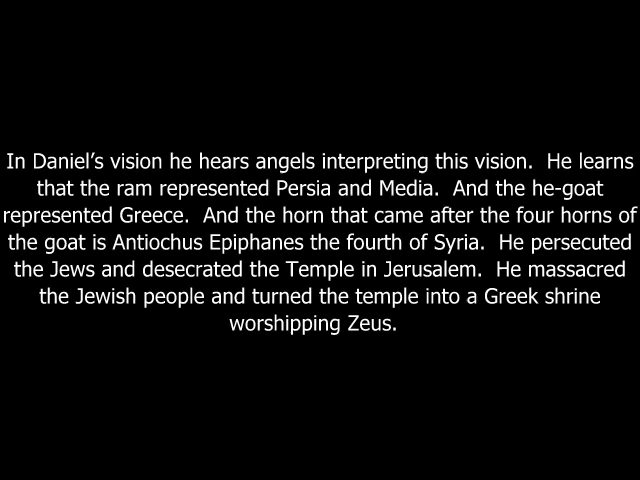 In Daniel’s vision he hears angels interpreting this vision.  He learns
that the ram represented Persia and Media.  And the he-goat
represented Greece.  And the horn that came after the four horns of
the goat is Antiochus Epiphanes the fourth of Syria.  He persecuted
the Jews and desecrated the Temple in Jerusalem.  He massacred
the Jewish people and turned the temple into a Greek shrine
worshipping Zeus.